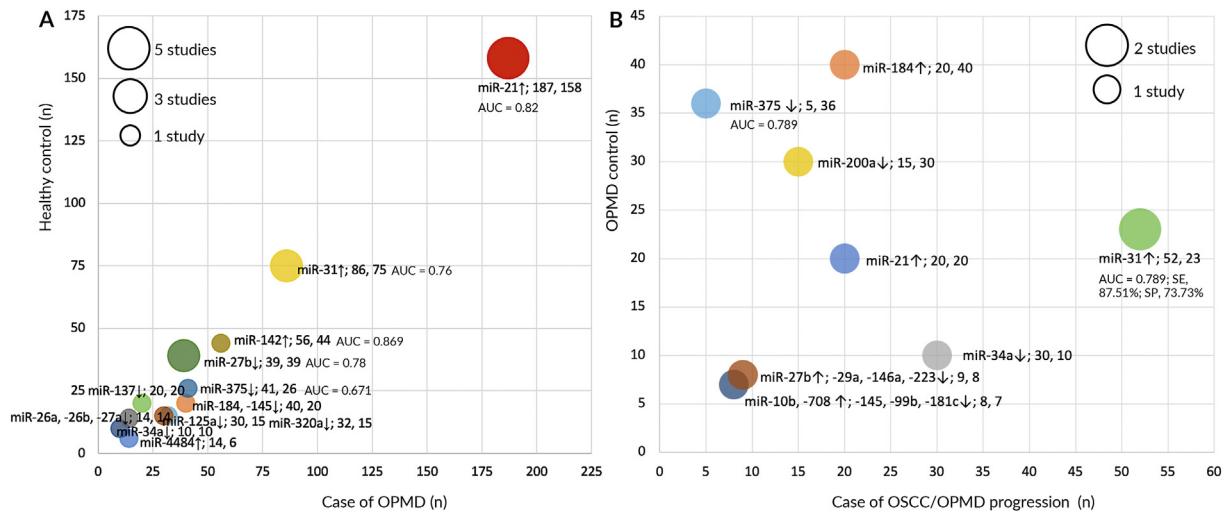 A
175
150
125
100
75
50
25
0
0
25
50
75
100
125
150
175
200
225
Healthy control (n)
Case of OPMD (n)
5 studies
3 studies
1 study
miR-21↑; 187, 158
AUC = 0.82
miR-31↑; 86, 75 AUC = 0.76
miR-142↑; 56, 44 AUC = 0.869
miR-27b↓; 39, 39 AUC = 0.78
miR-137↓; 20, 20
miR-375↓; 41, 26 AUC = 0.671
miR-184, -145↓; 40, 20
miR-26a, -26b, -27a↓; 14, 14
miR-125a↓; 30, 15
miR-320a↓; 32, 15
miR-34a↓; 10, 10
miR-4484↑; 14, 6
B
45
40
35
30
25
20
15
10
5
0
0
5
10
15
20
25
30
35
40
45
50
55
60
OPMD control (n)
Case of OSCC/OPMD progression (n)
2 studies
1 study
miR-184↑; 20, 40
miR-375 ↓; 5, 36
AUC = 0.789
miR-200a↓; 15, 30
miR-21↑; 20, 20
miR-31↑; 52, 23
AUC = 0.789; SE,
87.51%; SP, 73.73%
miR-34a↓; 30, 10
miR-27b↑, -29a, -146a, -223↓; 9, 8
miR-10b, -708 ↑; -145, -99b, -181c↓; 8, 7